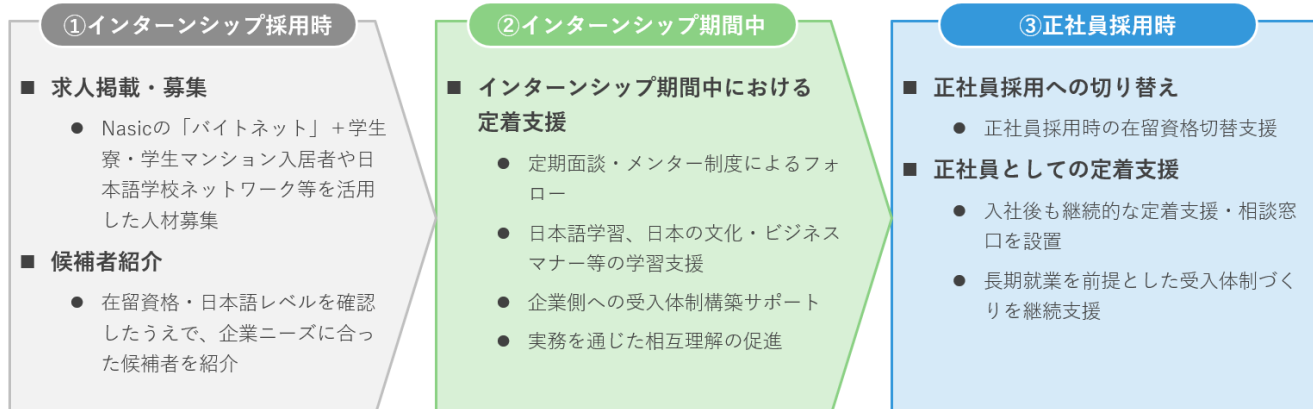 ①インターンシップ採用時
■ 求人掲載・募集
● Nasicの「バイトネット」+学生
寮・学生マンション入居者や日
本語学校ネットワーク等を活用
した人材募集
■ 候補者紹介
● 在留資格・日本語レベルを確認
したうえで、企業ニーズに合っ
た候補者を紹介
②インターンシップ期間中
■ インターンシップ期間中における
定着支援
● 定期面談・メンター制度によるフォ
ロー
● 日本語学習、日本の文化・ビジネス
マナー等の学習支援
● 企業側への受入体制構築サポート
● 実務を通じた相互理解の促進
③正社員採用時
■ 正社員採用への切り替え
● 正社員採用時の在留資格切替支援
■ 正社員としての定着支援
● 入社後も継続的な定着支援・相談窓
口を設置
● 長期就業を前提とした受入体制づく
りを継続支援